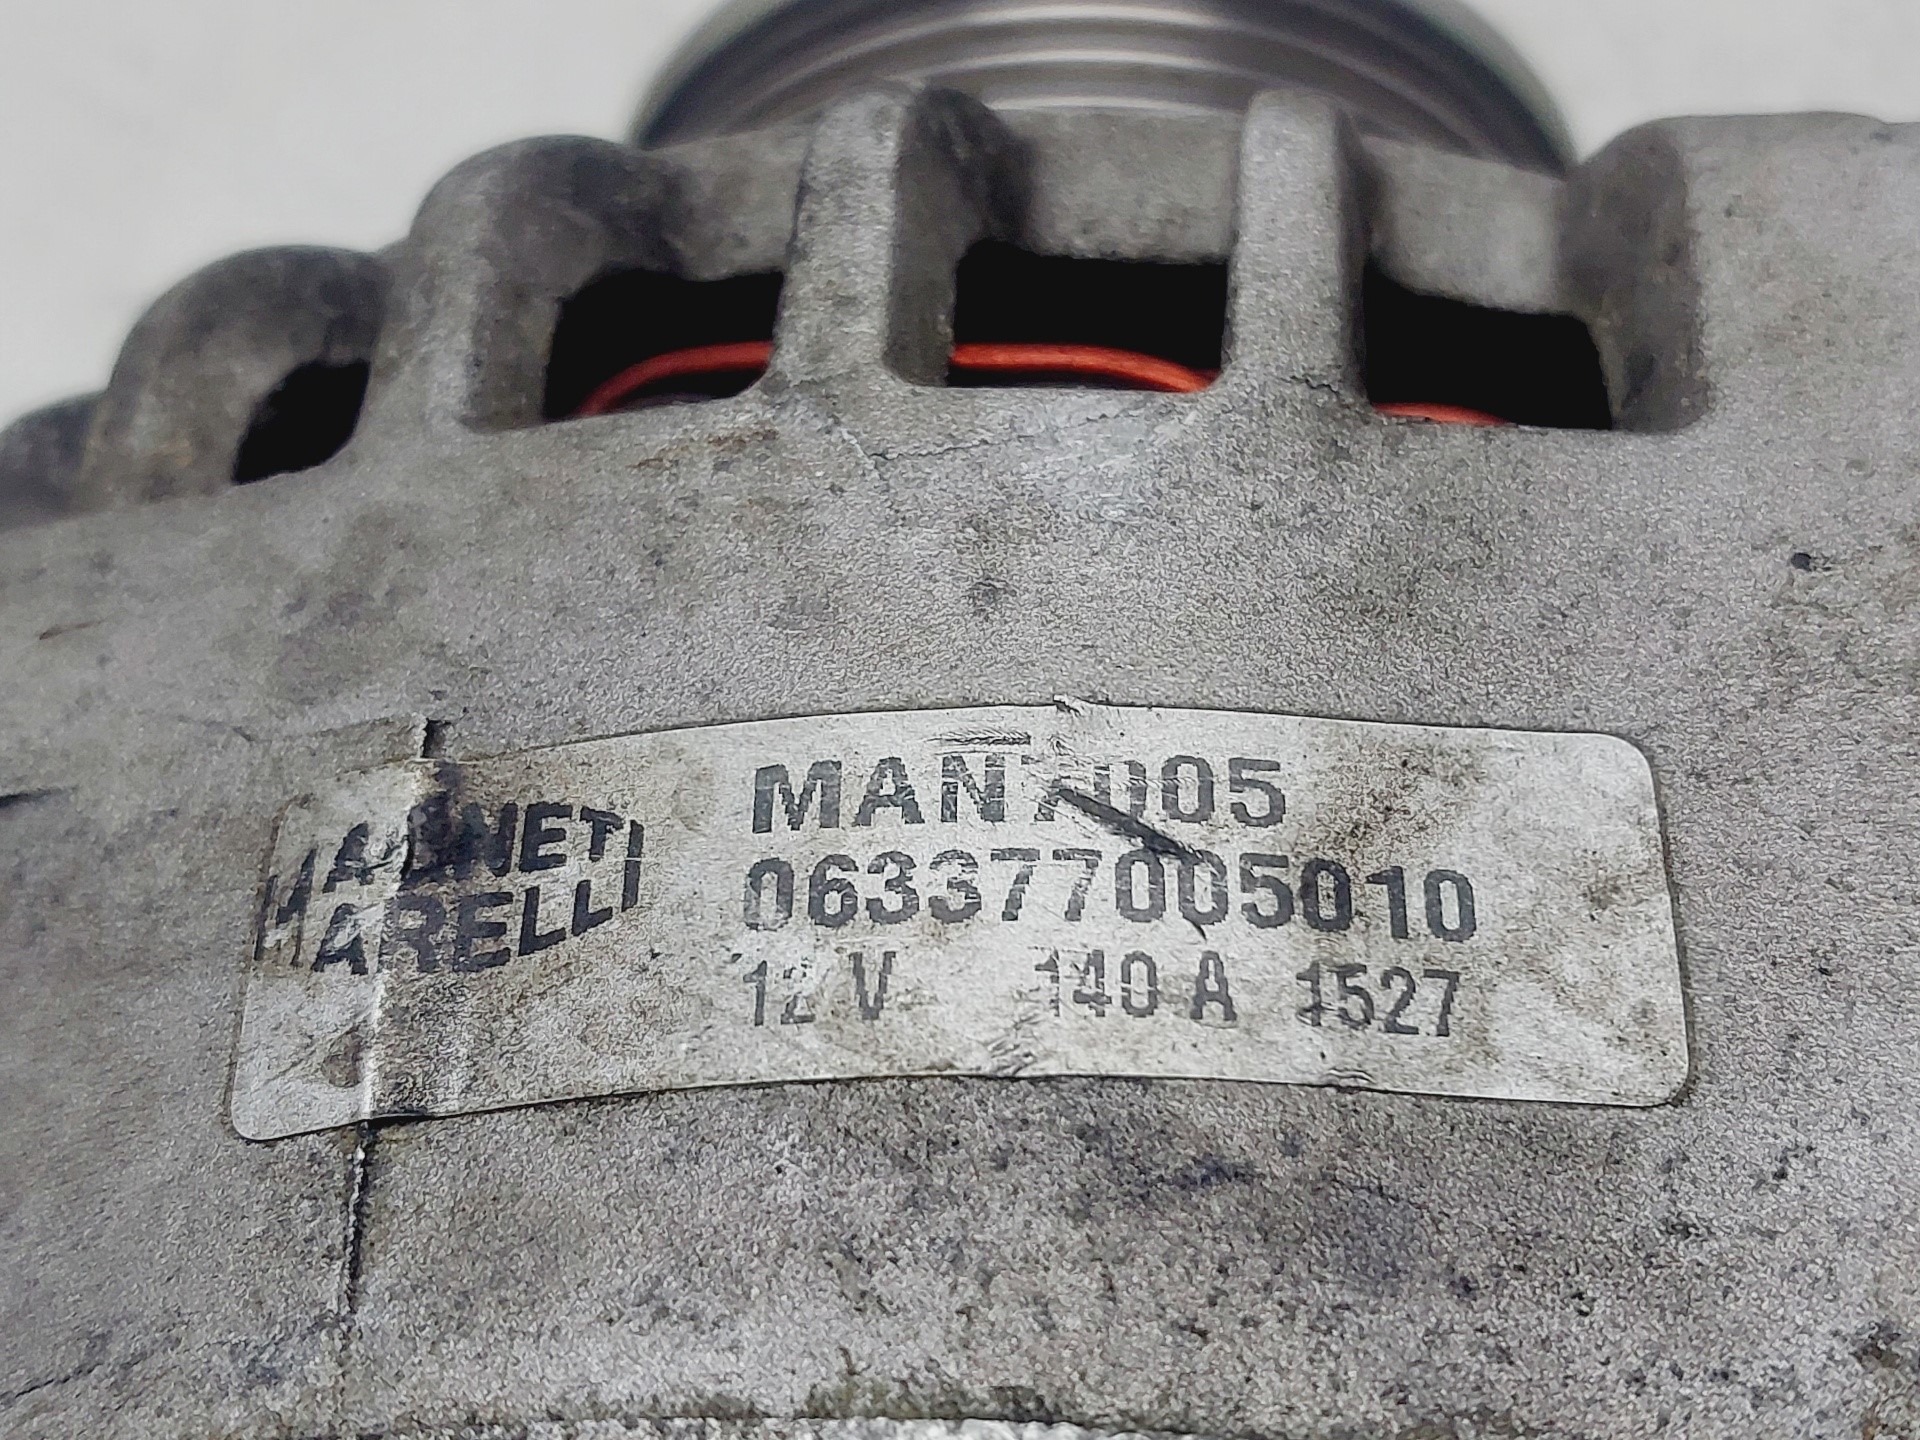 MAGNETI
MARELLI
MAN7005
063377005010
12 V 140 A 1527